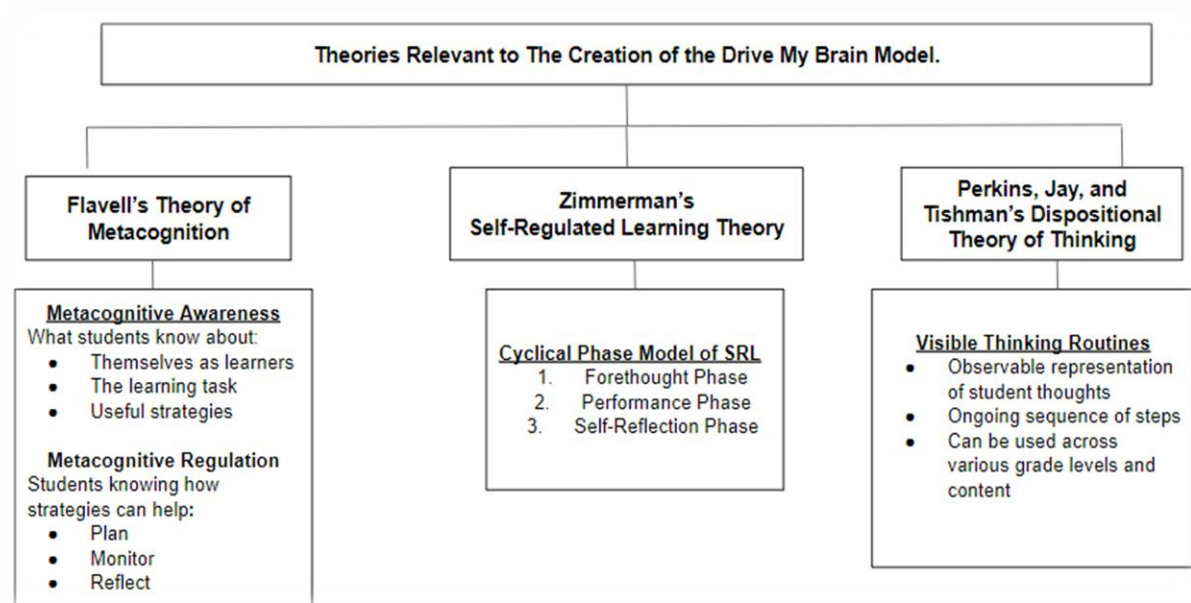 Theories Relevant to The Creation of the Drive My Brain Model.
Flavell's Theory of
Metacognition
Metacognitive Awareness
What students know about:
● Themselves as learners
● The learning task
● Useful strategies
Metacognitive Regulation
Students knowing how
strategies can help:
● Plan
● Monitor
● Reflect
Zimmerman's
Self-Regulated Learning Theory
Cyclical Phase Model of SRL
1. Forethought Phase
2. Performance Phase
3. Self-Reflection Phase
Perkins, Jay, and
Tishman's Dispositional
Theory of Thinking
Visible Thinking Routines
● Observable representation
of student thoughts
● Ongoing sequence of steps
● Can be used across
various grade levels and
content